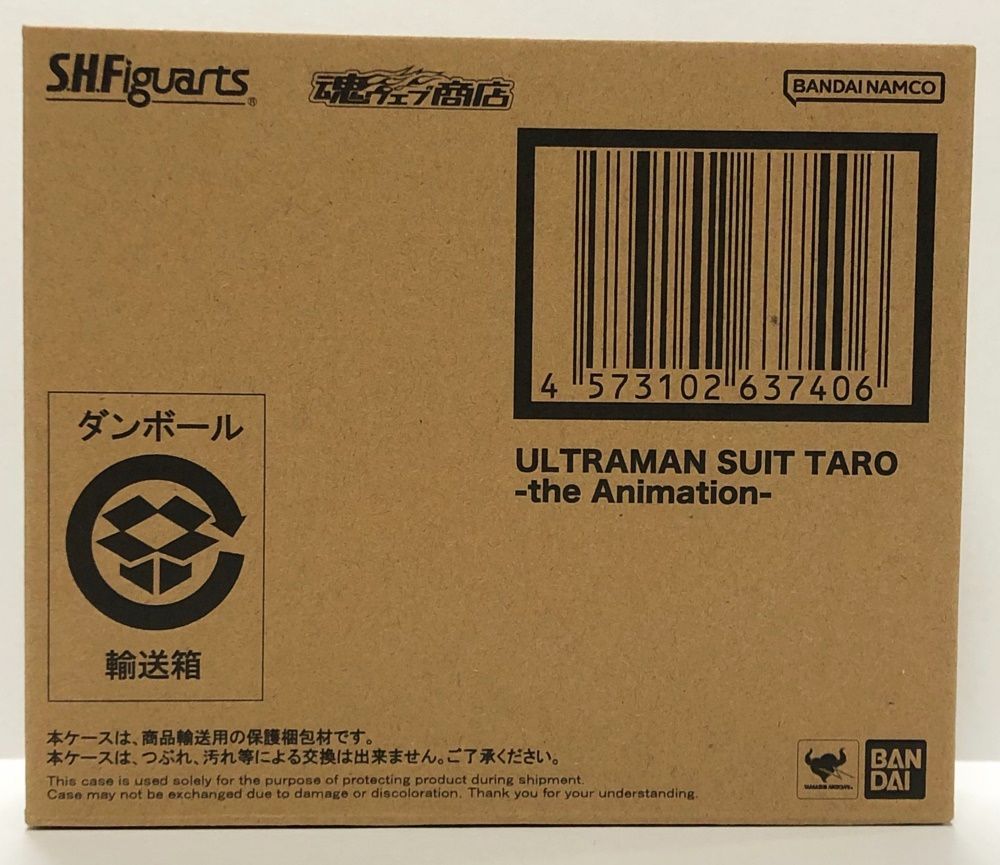 S.H.Figuarts®
魂ウェブ商店
BANDAI NAMCO
4 573102 637406
ULTRAMAN SUIT TARO
-the Animation-
ダンボール
輸送箱
本ケースは、商品輸送用の保護梱包材です。
本ケースは、つぶれ、汚れ等による交換は出来ません。ご了承ください。
This case is used solely for the purpose of protecting product during shipment.
Case may not be exchanged due to damage or discoloration. Thank you for your understanding.
TAMASHII NATIONS
BAN
DAI